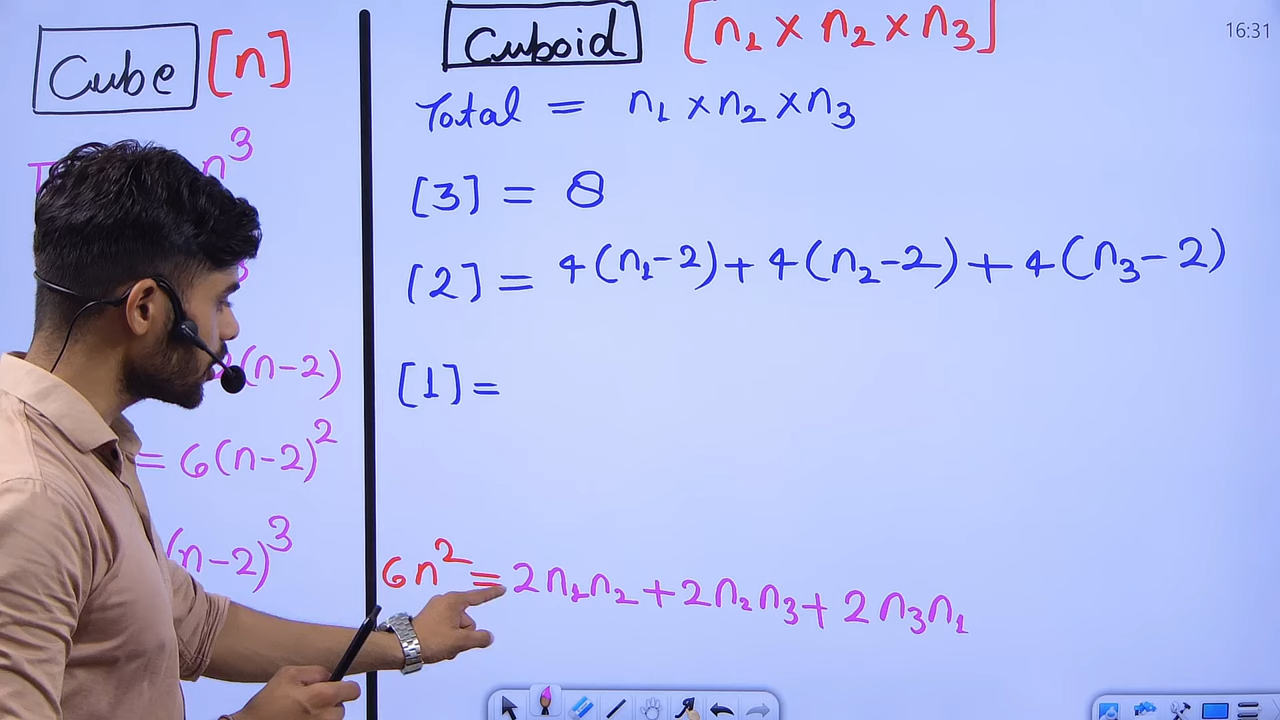 Cube [n]
n³
2(n-2)
= 6(n-2)²
(n-2)³
Cuboid [n₁ × n₂ × n₃]
16:31
Total = n₁ × n₂ × n₃
[3] = 8
[2] = 4(n₁-2) + 4(n₂-2) + 4(n₃-2)
[1] =
6n² = 2n₁n₂ + 2n₂n₃ + 2n₃n₁